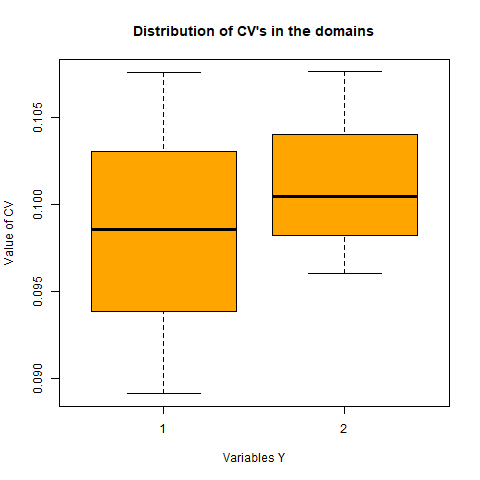 Distribution of CV's in the domains
Value of CV
0.105
0.100
0.095
0.090
1 2
Variables Y